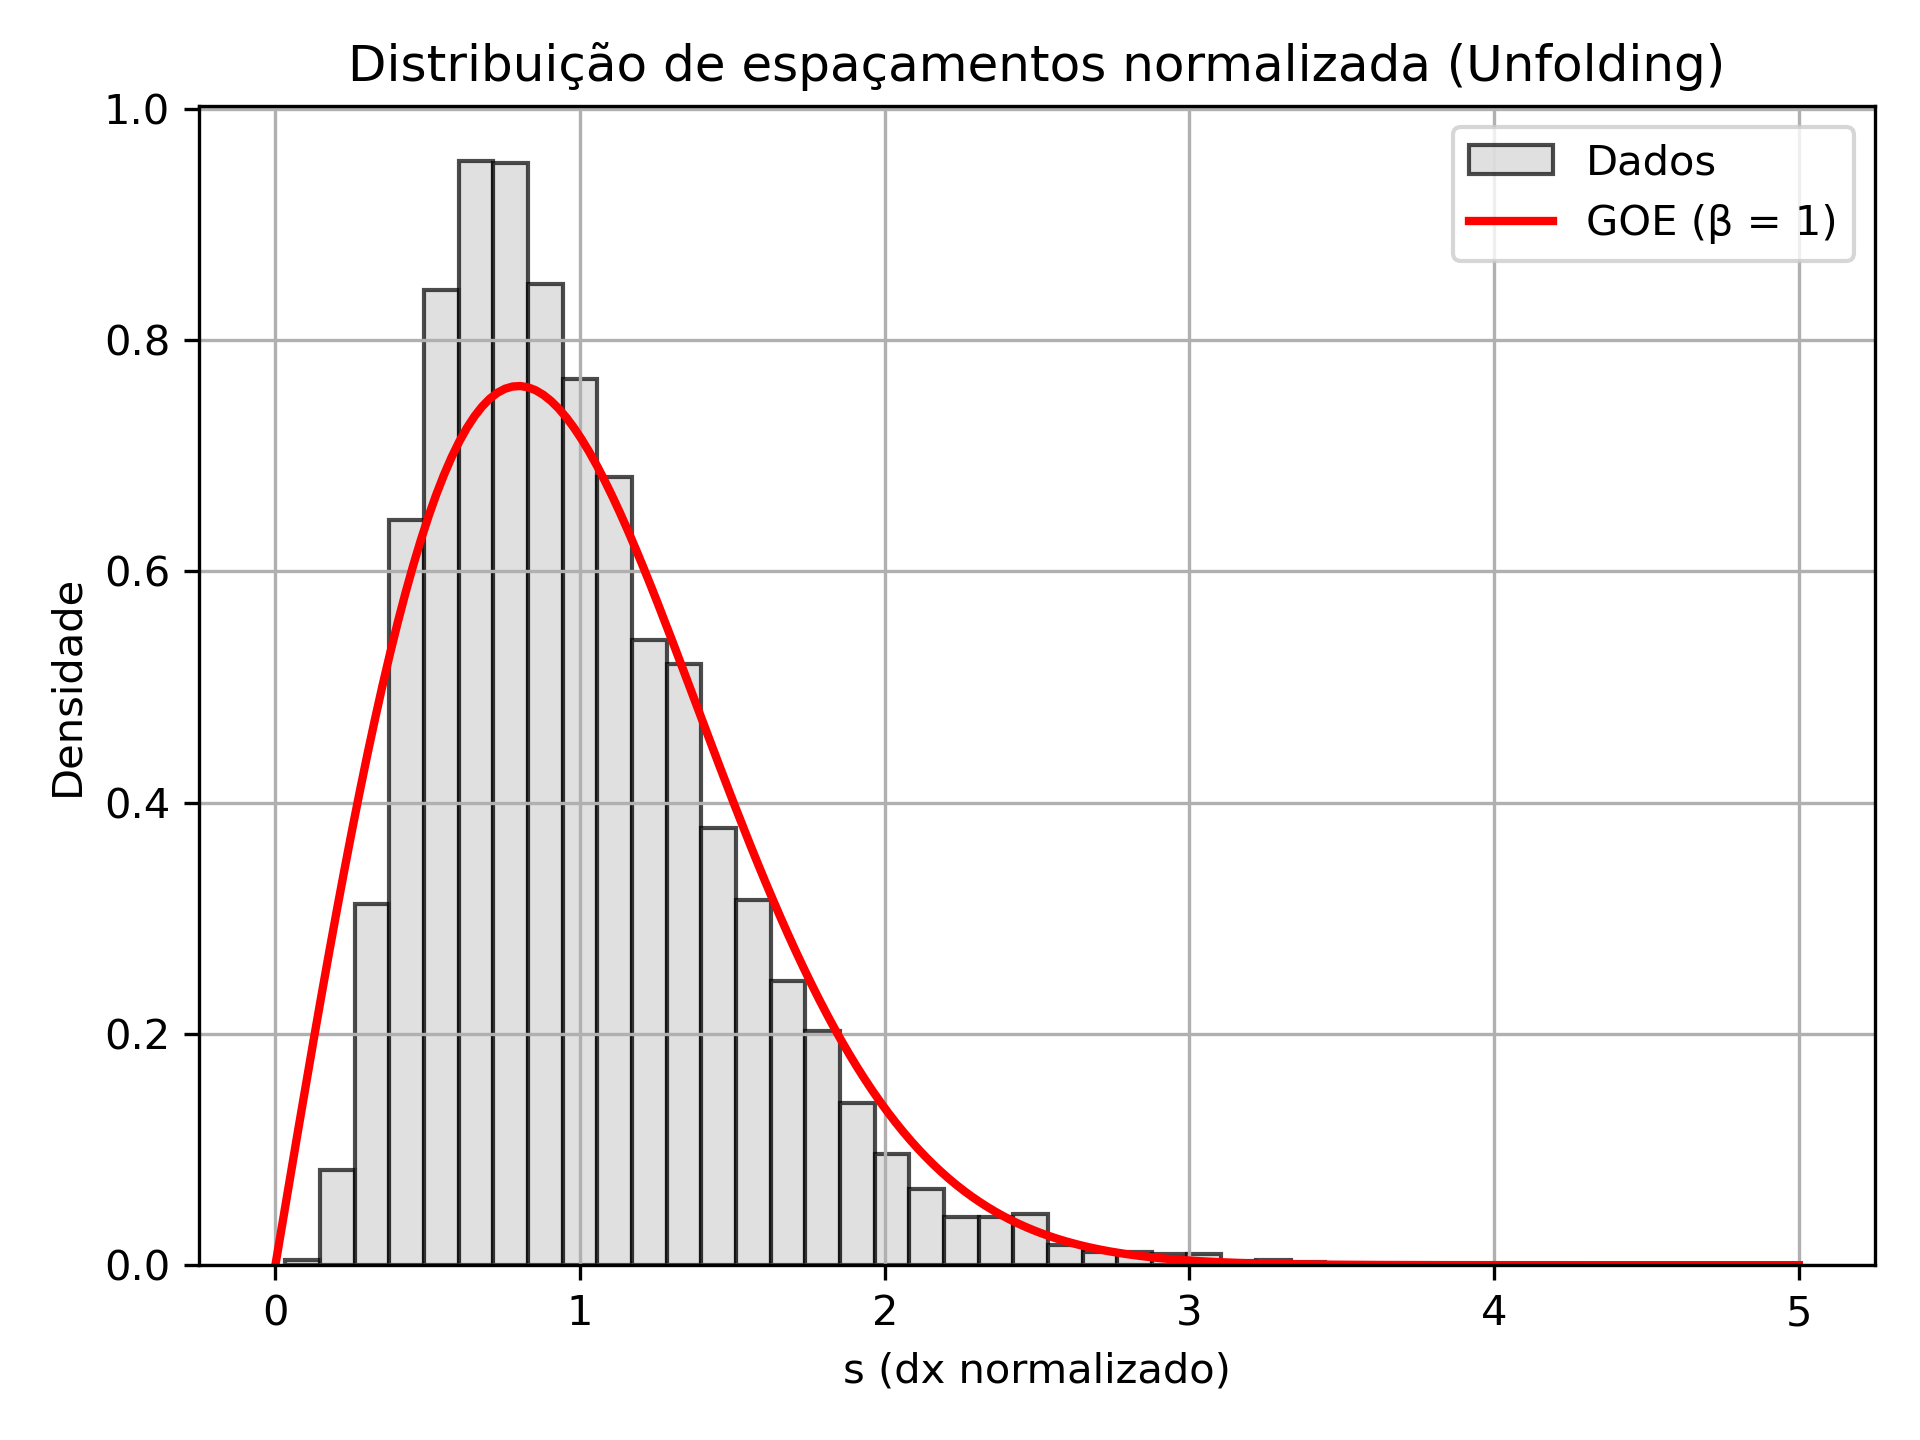 Distribuição de espaçamentos normalizada (Unfolding)
Dados
GOE (β = 1)
1.0
0.8
0.6
0.4
0.2
0.0
Densidade
0 1 2 3 4 5
s (dx normalizado)